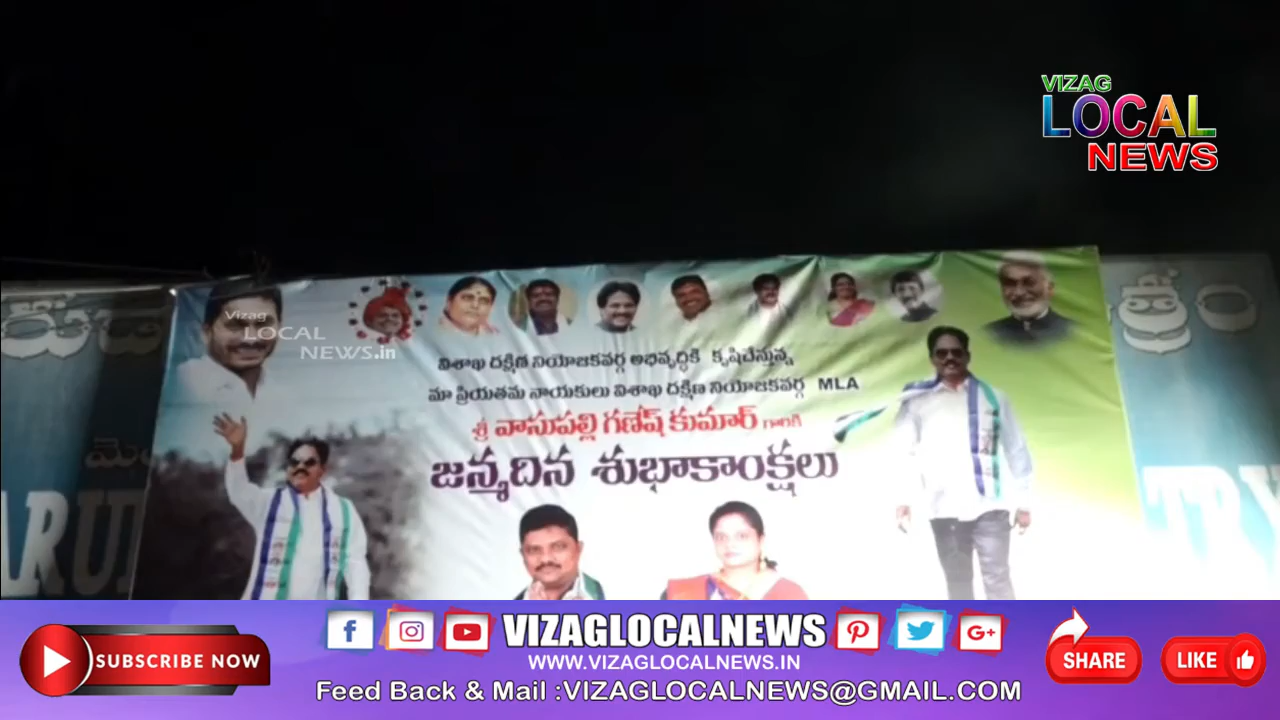 VIZAG
LOCAL
NEWS
Vizag
LOCAL
NEWS.in
విశాఖ దక్షిణ నియోజకవర్గ అభివృద్ధికి కృషిచేస్తున్న
మా ప్రియతమ నాయకులు విశాఖ దక్షిణ నియోజకవర్గ MLA
శ్రీ వాసుపల్లి గణేష్ కుమార్ గారికి
జన్మదిన శుభాకాంక్షలు
SUBSCRIBE NOW
VIZAGLOCALNEWS
WWW.VIZAGLOCALNEWS.IN
Feed Back & Mail :VIZAGLOCALNEWS@GMAIL.COM
SHARE
LIKE